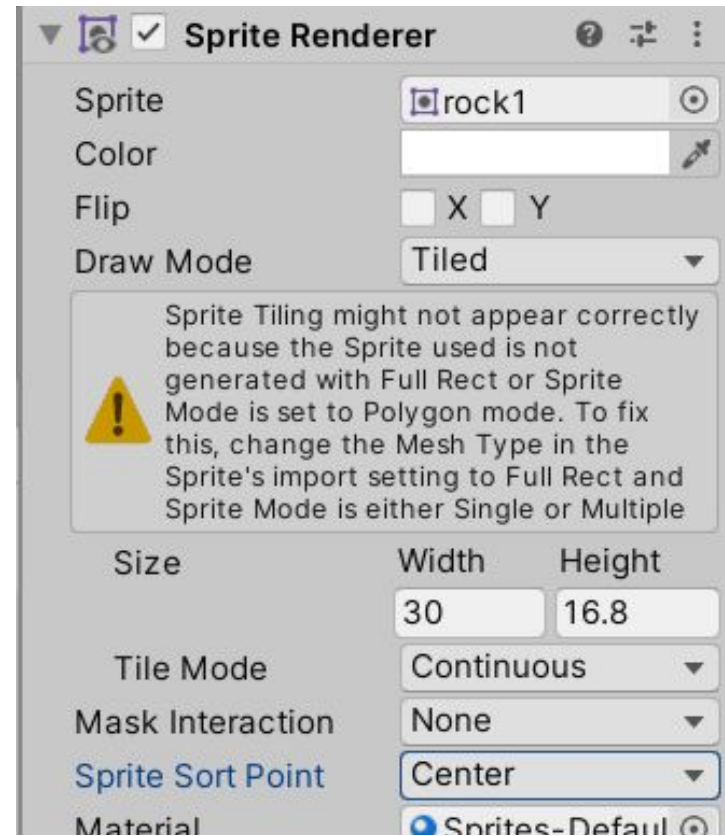 Sprite Renderer
Sprite rock1
Color
Flip X Y
Draw Mode Tiled
Sprite Tiling might not appear correctly
because the Sprite used is not
generated with Full Rect or Sprite
Mode is set to Polygon mode. To fix
this, change the Mesh Type in the
Sprite's import setting to Full Rect and
Sprite Mode is either Single or Multiple
Size Width Height
30 16.8
Tile Mode Continuous
Mask Interaction None
Sprite Sort Point Center
Material Sprites-Defaul